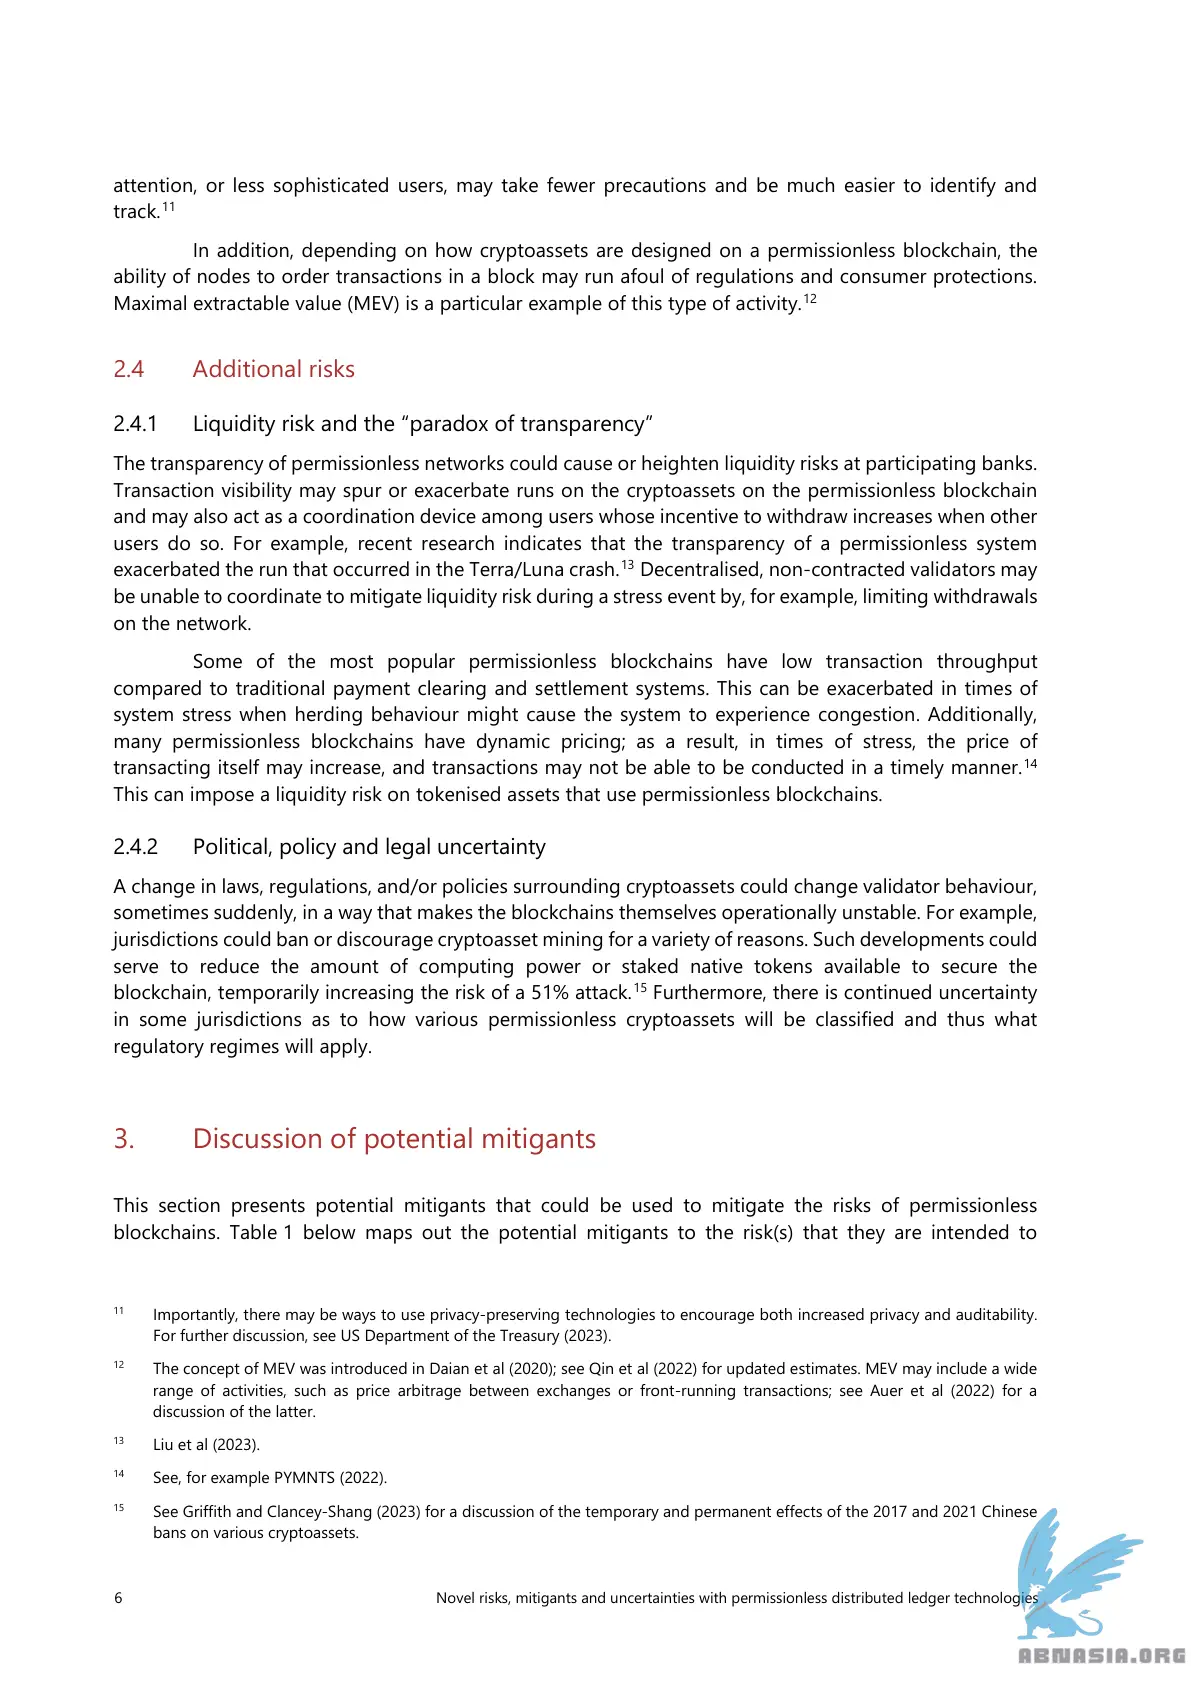 attention, or less sophisticated users, may take fewer precautions and be much easier to identify and
track.11
In addition, depending on how cryptoassets are designed on a permissionless blockchain, the
ability of nodes to order transactions in a block may run afoul of regulations and consumer protections.
Maximal extractable value (MEV) is a particular example of this type of activity.12
2.4 Additional risks
2.4.1 Liquidity risk and the “paradox of transparency”
The transparency of permissionless networks could cause or heighten liquidity risks at participating banks.
Transaction visibility may spur or exacerbate runs on the cryptoassets on the permissionless blockchain
and may also act as a coordination device among users whose incentive to withdraw increases when other
users do so. For example, recent research indicates that the transparency of a permissionless system
exacerbated the run that occurred in the Terra/Luna crash.13 Decentralised, non-contracted validators may
be unable to coordinate to mitigate liquidity risk during a stress event by, for example, limiting withdrawals
on the network.
Some of the most popular permissionless blockchains have low transaction throughput
compared to traditional payment clearing and settlement systems. This can be exacerbated in times of
system stress when herding behaviour might cause the system to experience congestion. Additionally,
many permissionless blockchains have dynamic pricing; as a result, in times of stress, the price of
transacting itself may increase, and transactions may not be able to be conducted in a timely manner.14
This can impose a liquidity risk on tokenised assets that use permissionless blockchains.
2.4.2 Political, policy and legal uncertainty
A change in laws, regulations, and/or policies surrounding cryptoassets could change validator behaviour,
sometimes suddenly, in a way that makes the blockchains themselves operationally unstable. For example,
jurisdictions could ban or discourage cryptoasset mining for a variety of reasons. Such developments could
serve to reduce the amount of computing power or staked native tokens available to secure the
blockchain, temporarily increasing the risk of a 51% attack.15 Furthermore, there is continued uncertainty
in some jurisdictions as to how various permissionless cryptoassets will be classified and thus what
regulatory regimes will apply.
3. Discussion of potential mitigants
This section presents potential mitigants that could be used to mitigate the risks of permissionless
blockchains. Table 1 below maps out the potential mitigants to the risk(s) that they are intended to
11 Importantly, there may be ways to use privacy-preserving technologies to encourage both increased privacy and auditability.
For further discussion, see US Department of the Treasury (2023).
12 The concept of MEV was introduced in Daian et al (2020); see Qin et al (2022) for updated estimates. MEV may include a wide
range of activities, such as price arbitrage between exchanges or front-running transactions; see Auer et al (2022) for a
discussion of the latter.
13 Liu et al (2023).
14 See, for example PYMNTS (2022).
15 See Griffith and Clancey-Shang (2023) for a discussion of the temporary and permanent effects of the 2017 and 2021 Chinese
bans on various cryptoassets.
6 Novel risks, mitigants and uncertainties with permissionless distributed ledger technologies
ABNASIA.ORG